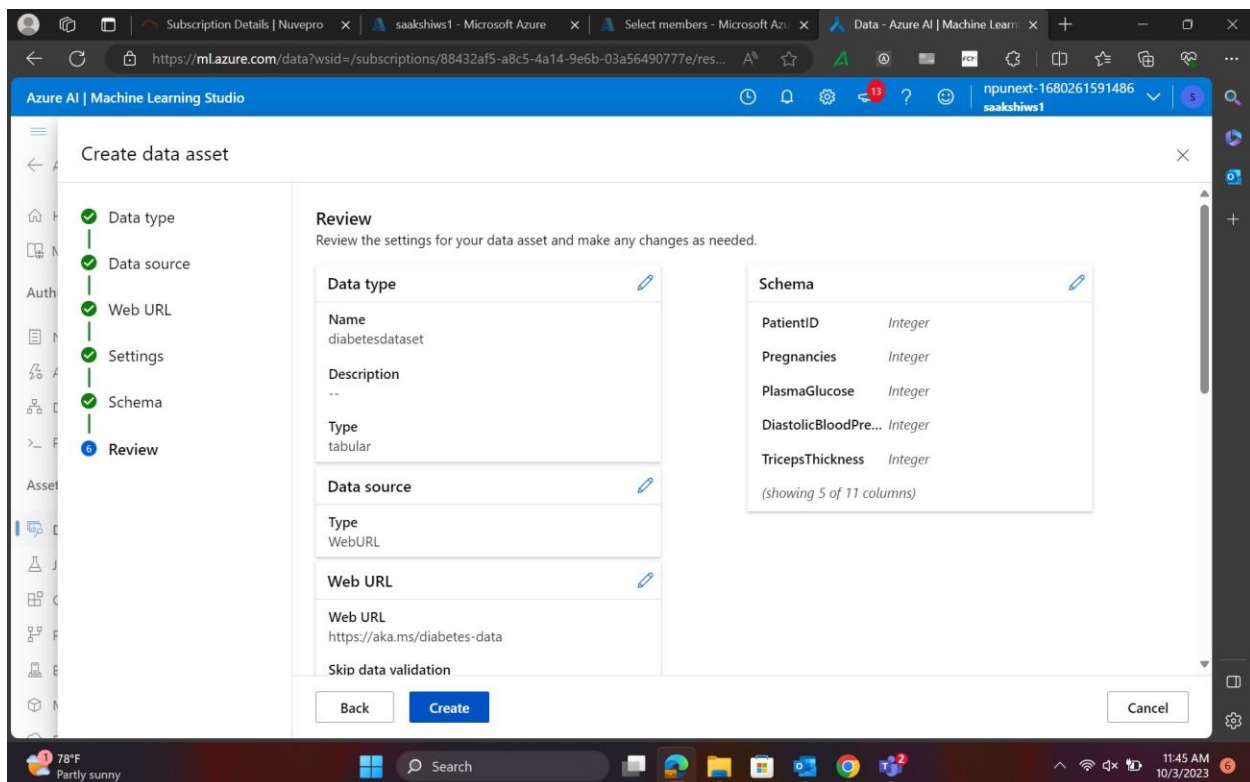 Subscription Details | Nuvepro
saakshiws1 - Microsoft Azure
Select members - Microsoft Azu
Data - Azure AI | Machine Learn
https://ml.azure.com/data?wsid=/subscriptions/88432af5-a8c5-4a14-9e6b-03a56490777e/res...
Azure AI | Machine Learning Studio
13
npunext-1680261591486
saakshiws1
S
Create data asset
Data type
Data source
Web URL
Settings
Schema
6 Review
Auth
Asset
Review
Review the settings for your data asset and make any changes as needed.
Data type
Name
diabetesdataset
Description
--
Type
tabular
Data source
Type
WebURL
Web URL
Web URL
https://aka.ms/diabetes-data
Skip data validation
Schema
PatientID Integer
Pregnancies Integer
PlasmaGlucose Integer
DiastolicBloodPre... Integer
TricepsThickness Integer
(showing 5 of 11 columns)
Back
Create
Cancel
1
78°F
Partly sunny
Search
2
11:45 AM
10/3/2023
6